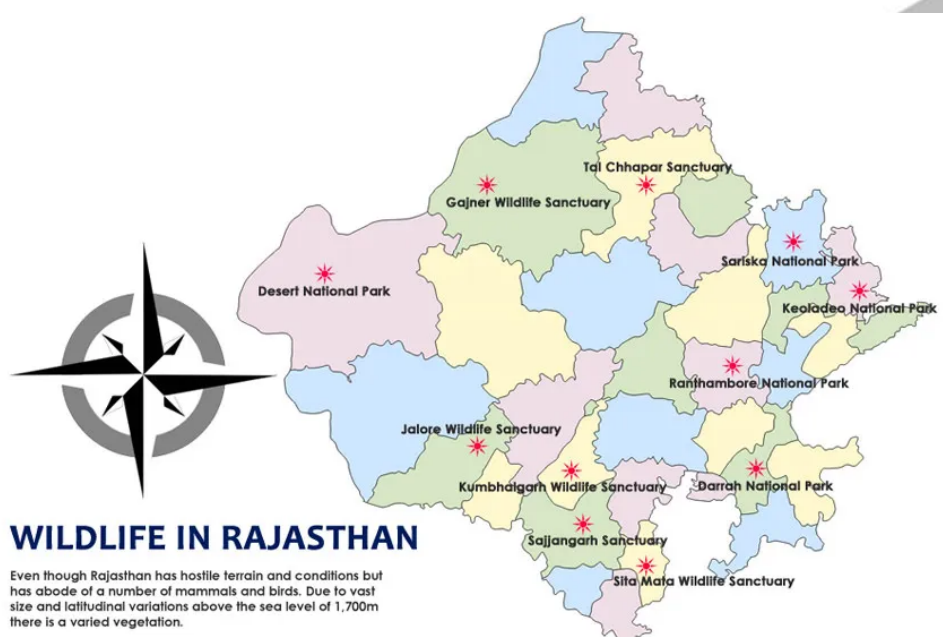 Tal Chhapar Sanctuary
Gajner Wildlife Sanctuary
Sariska National Park
Desert National Park
Keoladeo National Park
Ranthambore National Park
Jalore Wildlife Sanctuary
Kumbhalgarh Wildlife Sanctuary
Darrah National Park
Sajjangarh Sanctuary
Sita Mata Wildlife Sanctuary
WILDLIFE IN RAJASTHAN
Even though Rajasthan has hostile terrain and conditions but
has abode of a number of mammals and birds. Due to vast
size and latitudinal variations above the sea level of 1,700m
there is a varied vegetation.